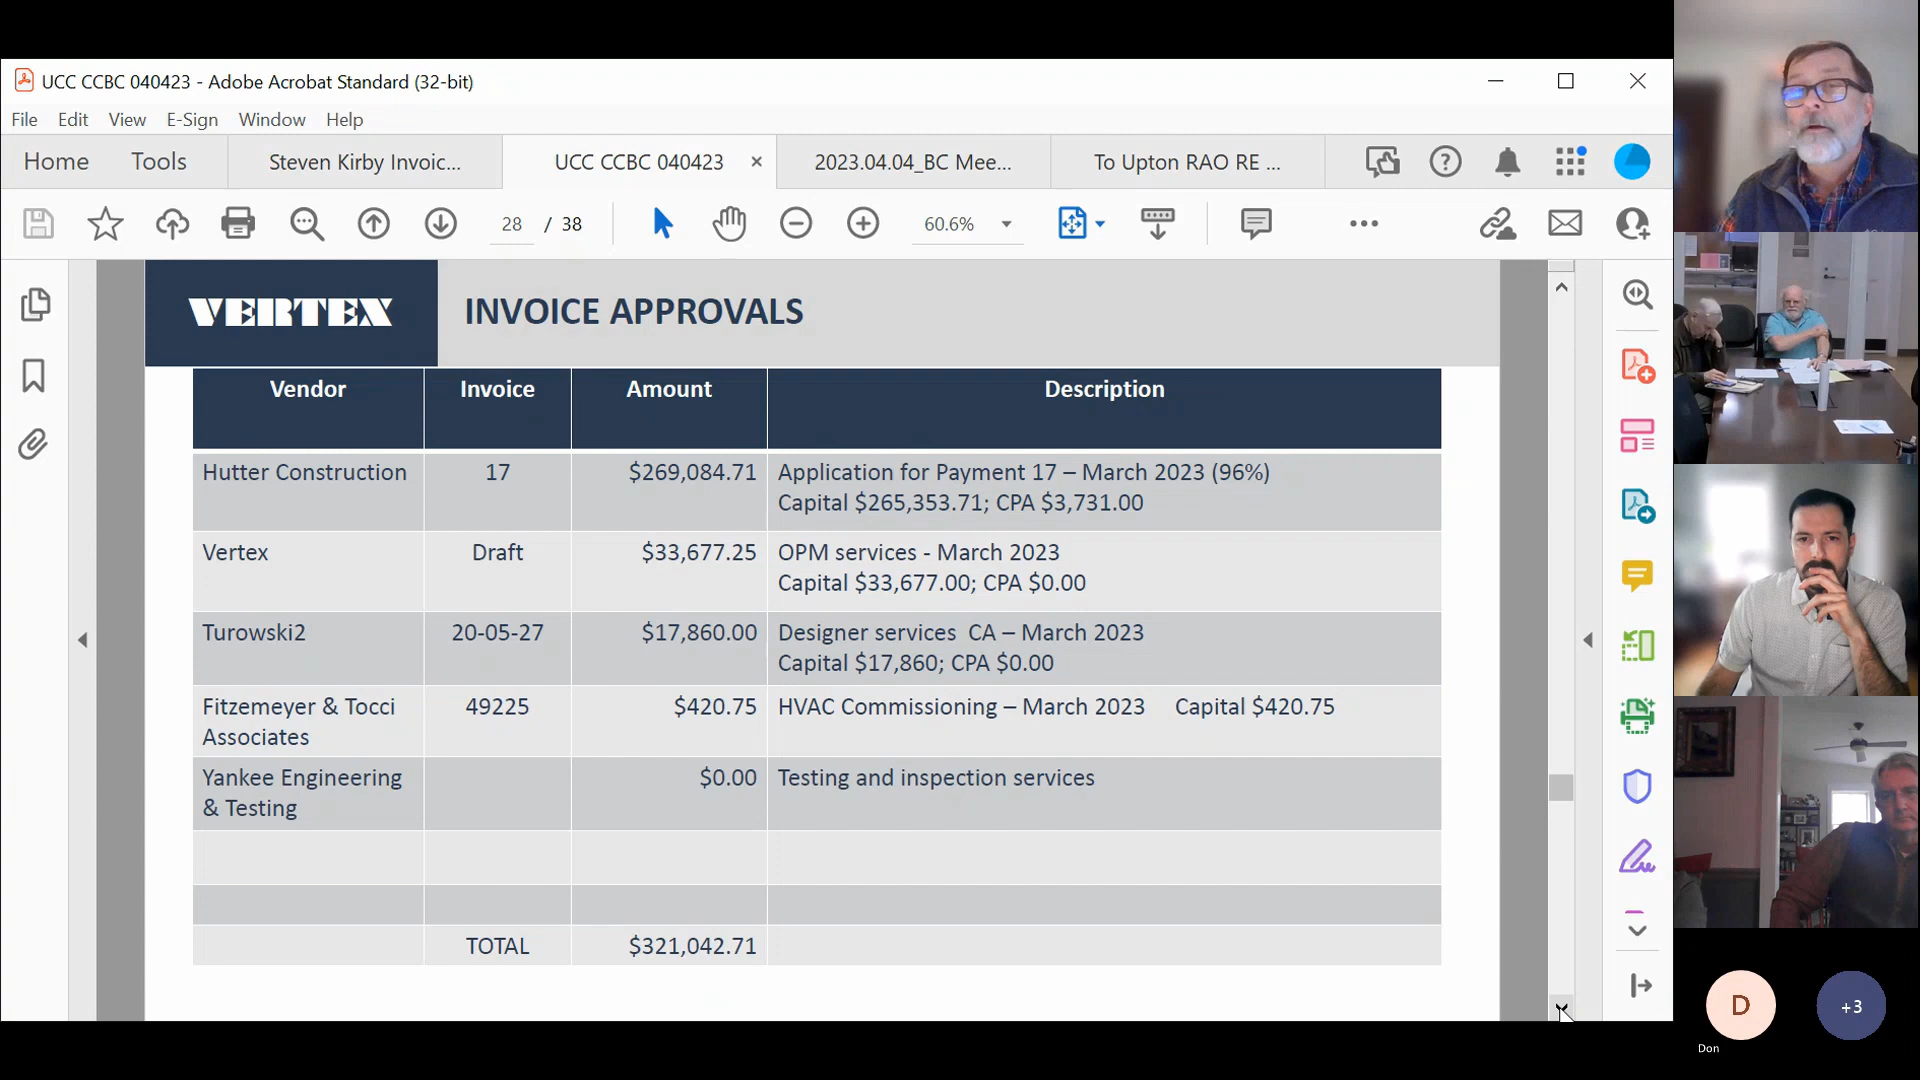 UCC CCBC 040423 - Adobe Acrobat Standard (32-bit)
File Edit View E-Sign Window Help
Home Tools Steven Kirby Invoic... UCC CCBC 040423 2023.04.04_BC Mee... To Upton RAO RE ...
28 / 38 60.6%
VERTEX INVOICE APPROVALS
Vendor Invoice Amount Description
Hutter Construction 17 $269,084.71 Application for Payment 17 – March 2023 (96%)
Capital $265,353.71; CPA $3,731.00
Vertex Draft $33,677.25 OPM services - March 2023
Capital $33,677.00; CPA $0.00
Turowski2 20-05-27 $17,860.00 Designer services CA – March 2023
Capital $17,860; CPA $0.00
Fitzemeyer & Tocci 49225 $420.75 HVAC Commissioning – March 2023 Capital $420.75
Associates
Yankee Engineering $0.00 Testing and inspection services
& Testing
TOTAL $321,042.71
D +3
Don